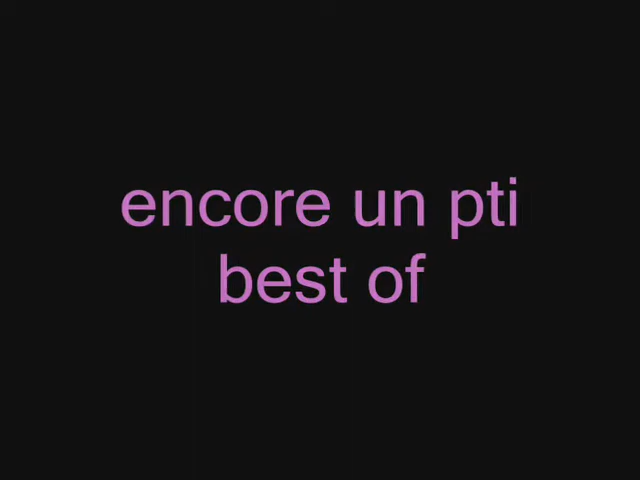 encore un pti
best of